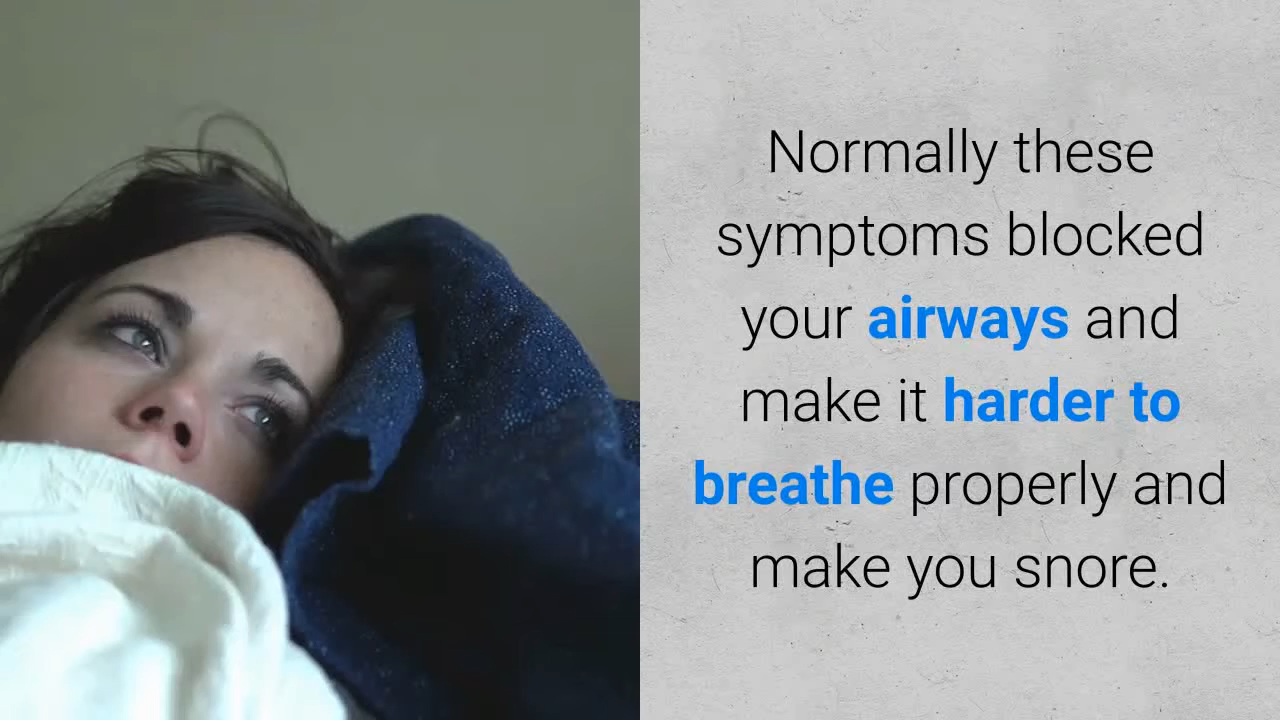 Normally these
symptoms blocked
your airways and
make it harder to
breathe properly and
make you snore.